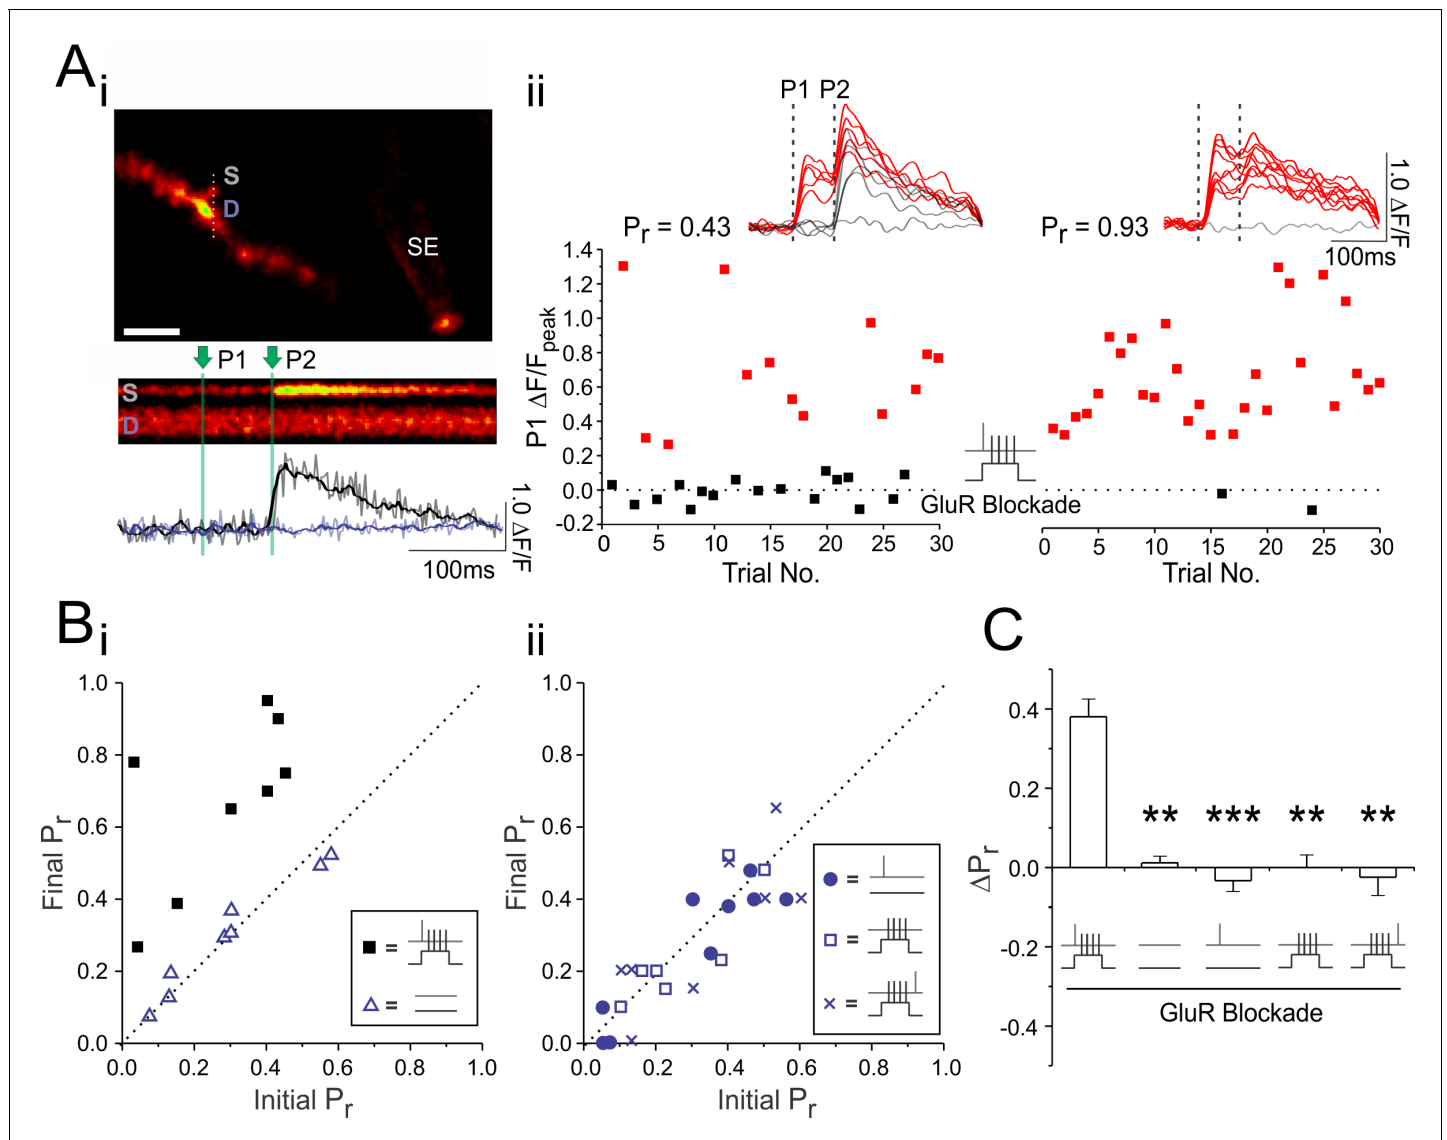 A
i
ii
S
D
SE
P1
P2
S
D
1.0 ΔF/F
100ms
P1 P2
Pr = 0.43
Pr = 0.93
1.0 ΔF/F
100ms
P1 ΔF/Fpeak
1.4
1.2
1.0
0.8
0.6
0.4
0.2
0.0
-0.2
0 5 10 15 20 25 30
Trial No.
GluR Blockade
0 5 10 15 20 25 30
Trial No.
B
i
Final Pr
1.0
0.8
0.6
0.4
0.2
0.0
0.0 0.2 0.4 0.6 0.8 1.0
Initial Pr
=
=
ii
Final Pr
1.0
0.8
0.6
0.4
0.2
0.0
0.0 0.2 0.4 0.6 0.8 1.0
Initial Pr
=
=
=
C
ΔPr
0.4
0.2
0.0
-0.2
-0.4
** *** ** **
GluR Blockade